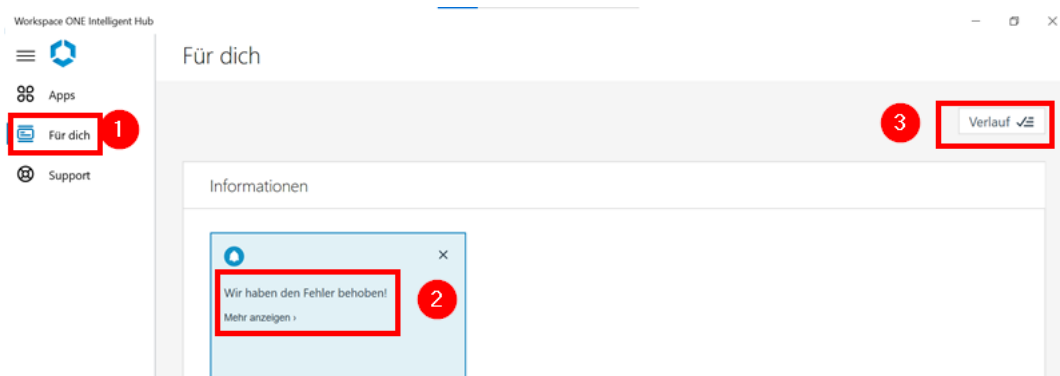 Workspace ONE Intelligent Hub
Für dich
Apps
Für dich
1
Support
3
Verlauf
Informationen
Wir haben den Fehler behoben!
Mehr anzeigen ›
2